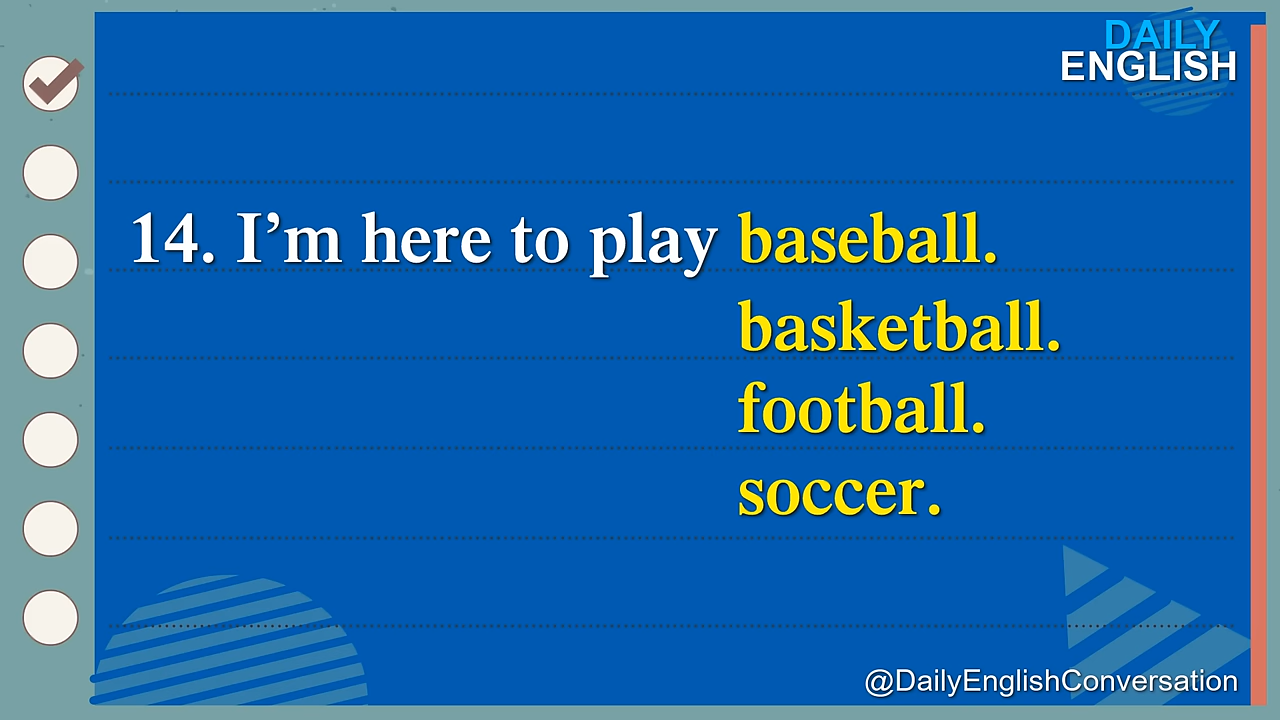 DAILY
ENGLISH
14. I’m here to play baseball.
basketball.
football.
soccer.
@DailyEnglishConversation